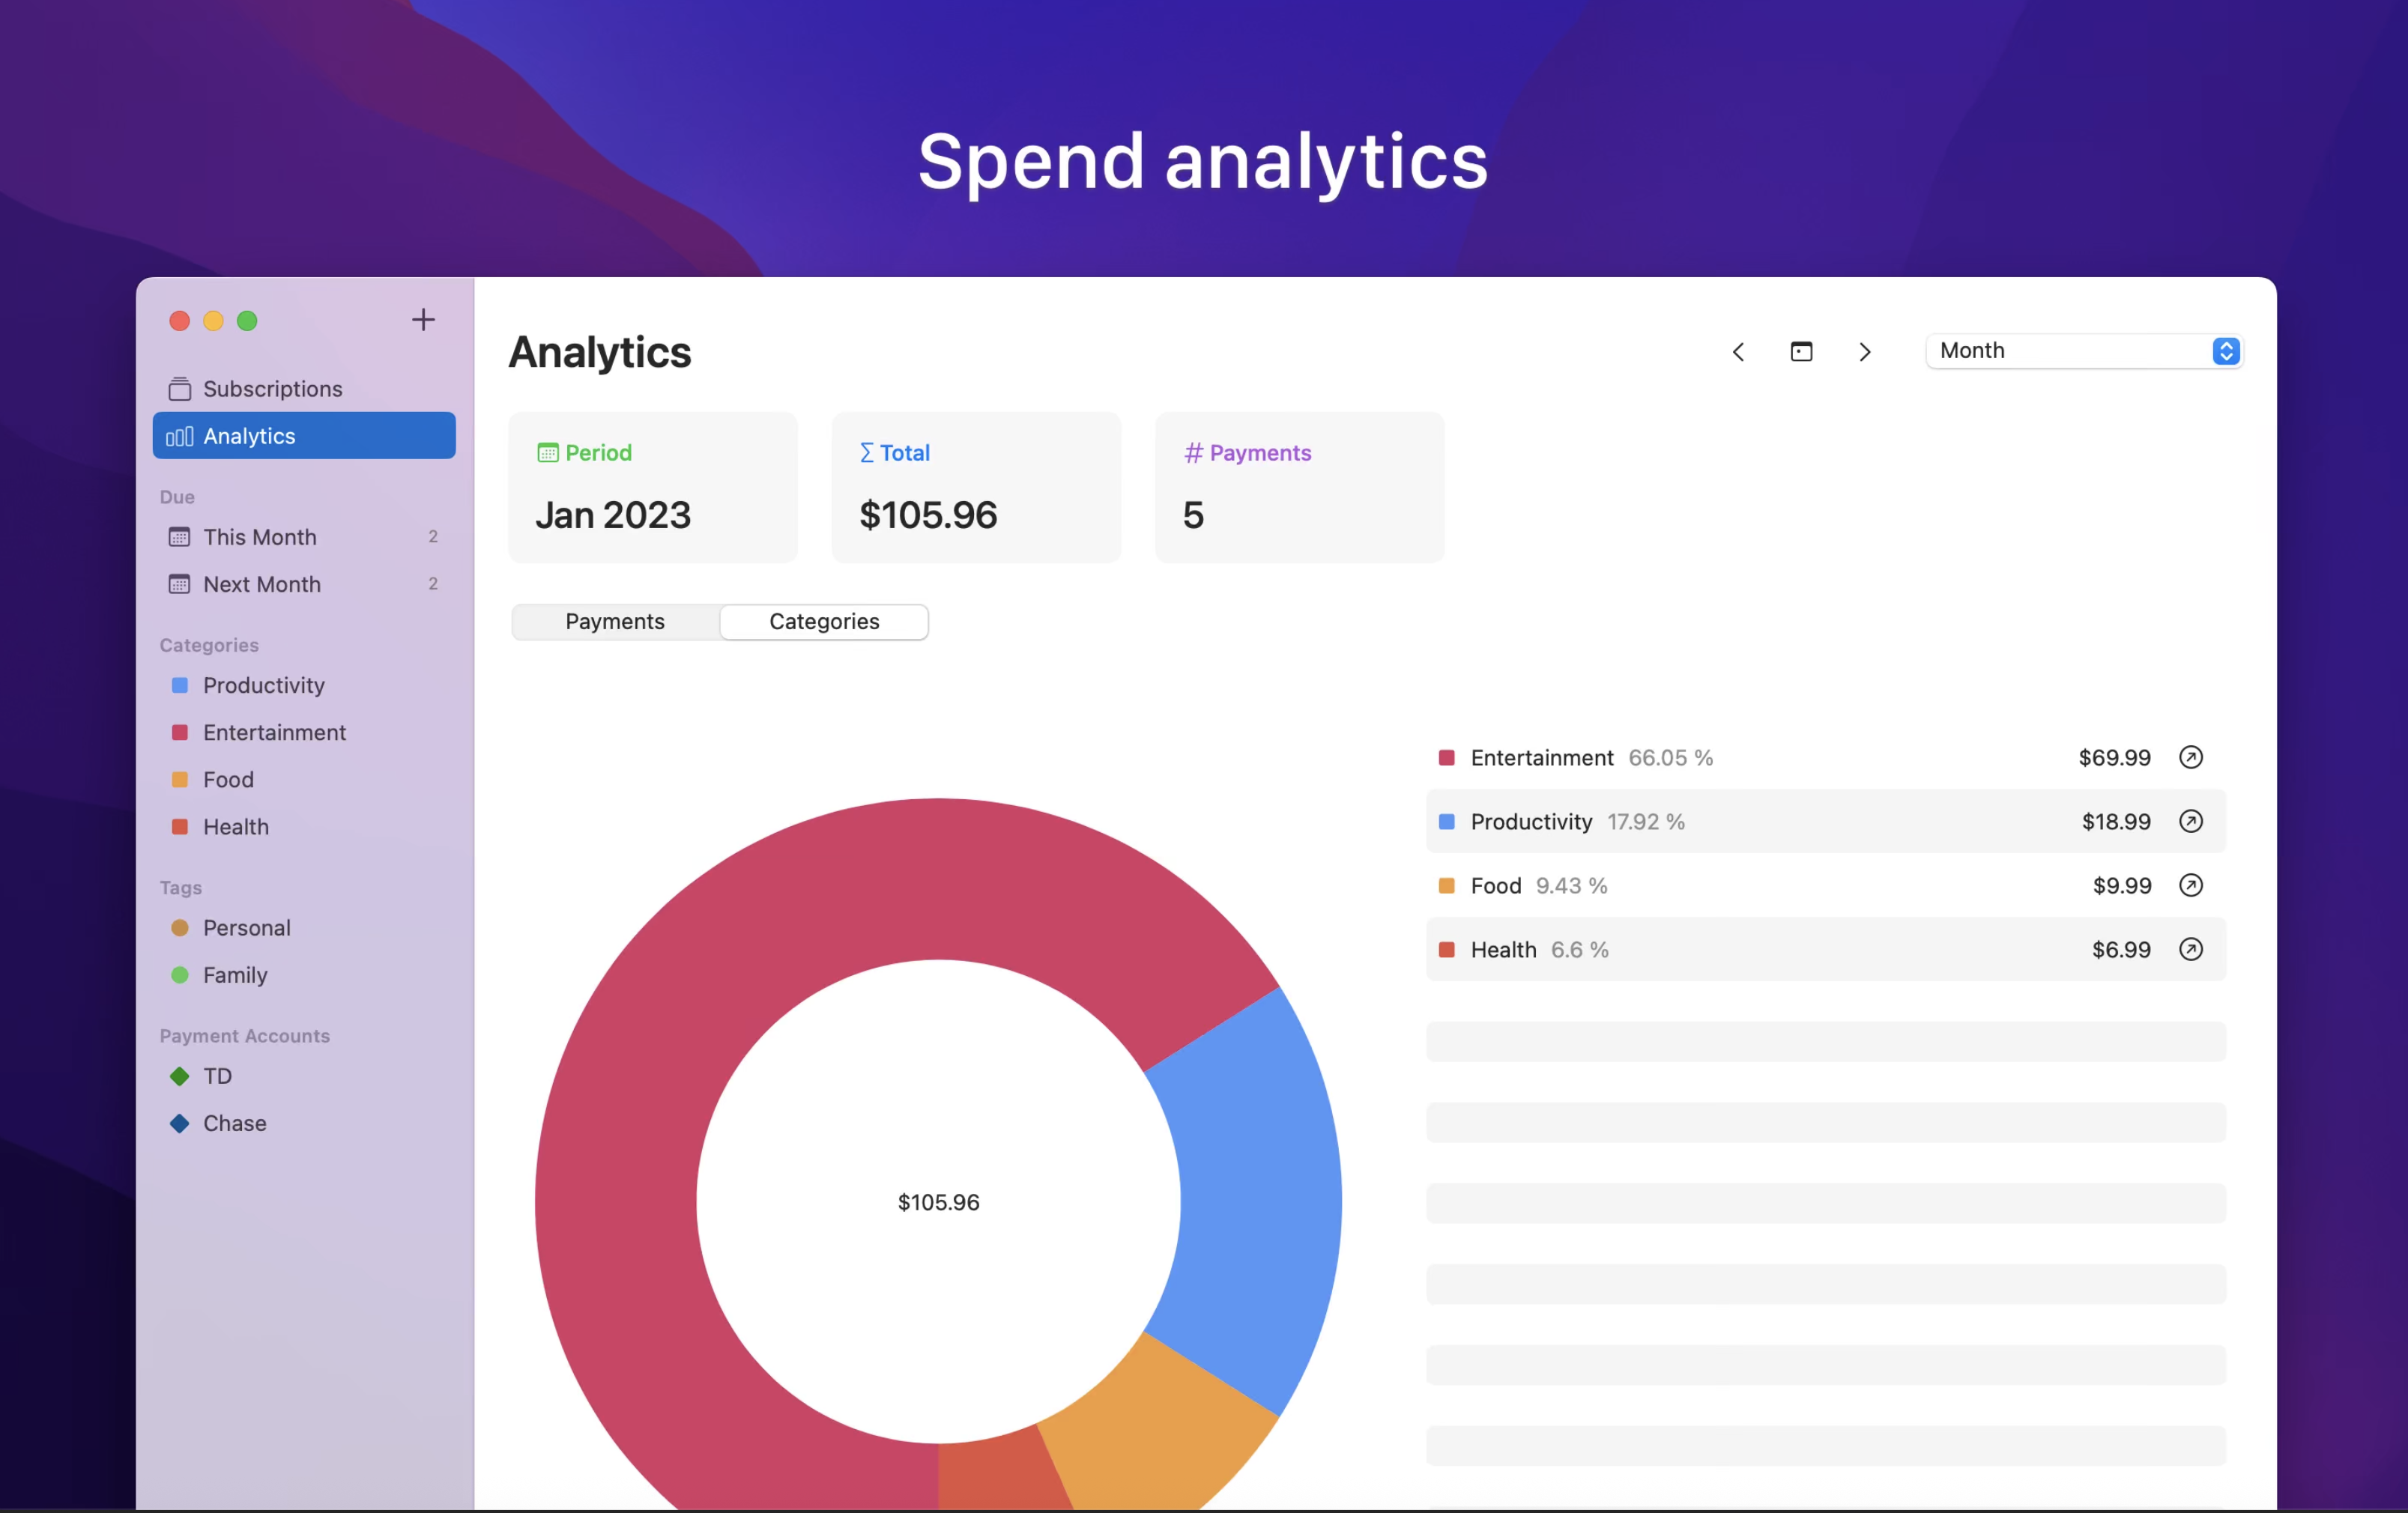 Spend analytics
Subscriptions
Analytics
Due
This Month 2
Next Month 2
Categories
Productivity
Entertainment
Food
Health
Tags
Personal
Family
Payment Accounts
TD
Chase
Analytics
Month
Period
Jan 2023
Σ Total
$105.96
# Payments
5
Payments Categories
$105.96
Entertainment 66.05 % $69.99
Productivity 17.92 % $18.99
Food 9.43 % $9.99
Health 6.6 % $6.99